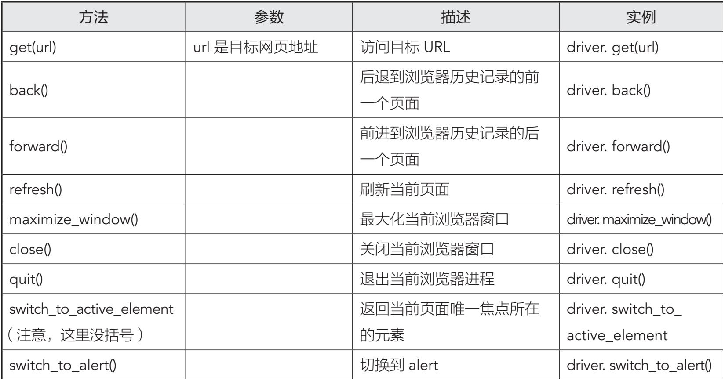 方法 参数 描述 实例
get(url) url 是目标网页地址 访问目标 URL driver. get(url)
back() 后退到浏览器历史记录的前一个页面 driver. back()
forward() 前进到浏览器历史记录的后一个页面 driver. forward()
refresh() 刷新当前页面 driver. refresh()
maximize_window() 最大化当前浏览器窗口 driver. maximize_window()
close() 关闭当前浏览器窗口 driver. close()
quit() 退出当前浏览器进程 driver. quit()
switch_to_active_element（注意，这里没括号） 返回当前页面唯一焦点所在的元素 driver. switch_to_active_element
switch_to_alert() 切换到 alert driver. switch_to_alert()